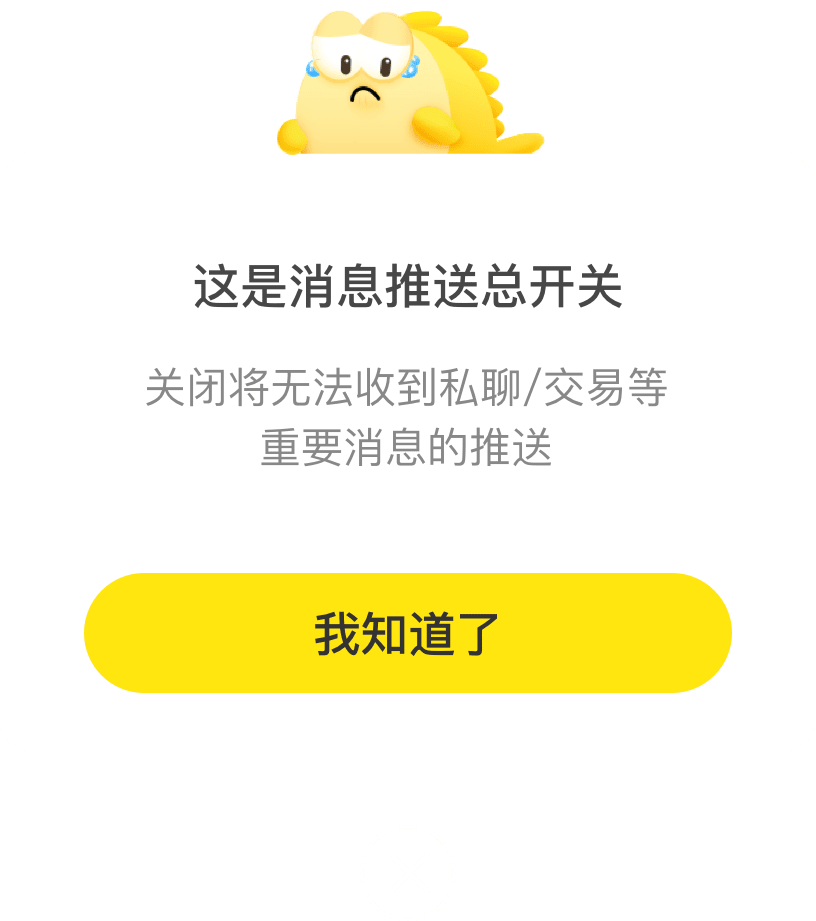 这是消息推送总开关
关闭将无法收到私聊/交易等
重要消息的推送
我知道了